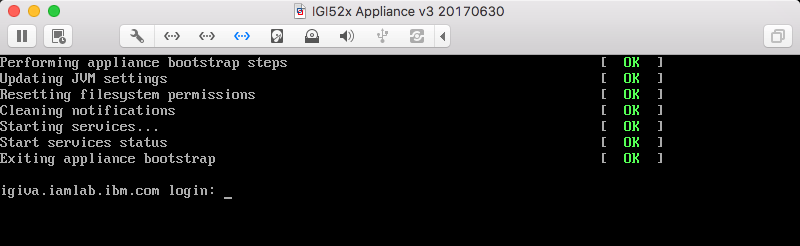 IGI52x Appliance v3 20170630
Performing appliance bootstrap steps [ OK ]
Updating JVM settings [ OK ]
Resetting filesystem permissions [ OK ]
Cleaning notifications [ OK ]
Starting services... [ OK ]
Start services status [ OK ]
Exiting appliance bootstrap [ OK ]
igiva.iamlab.ibm.com login: _